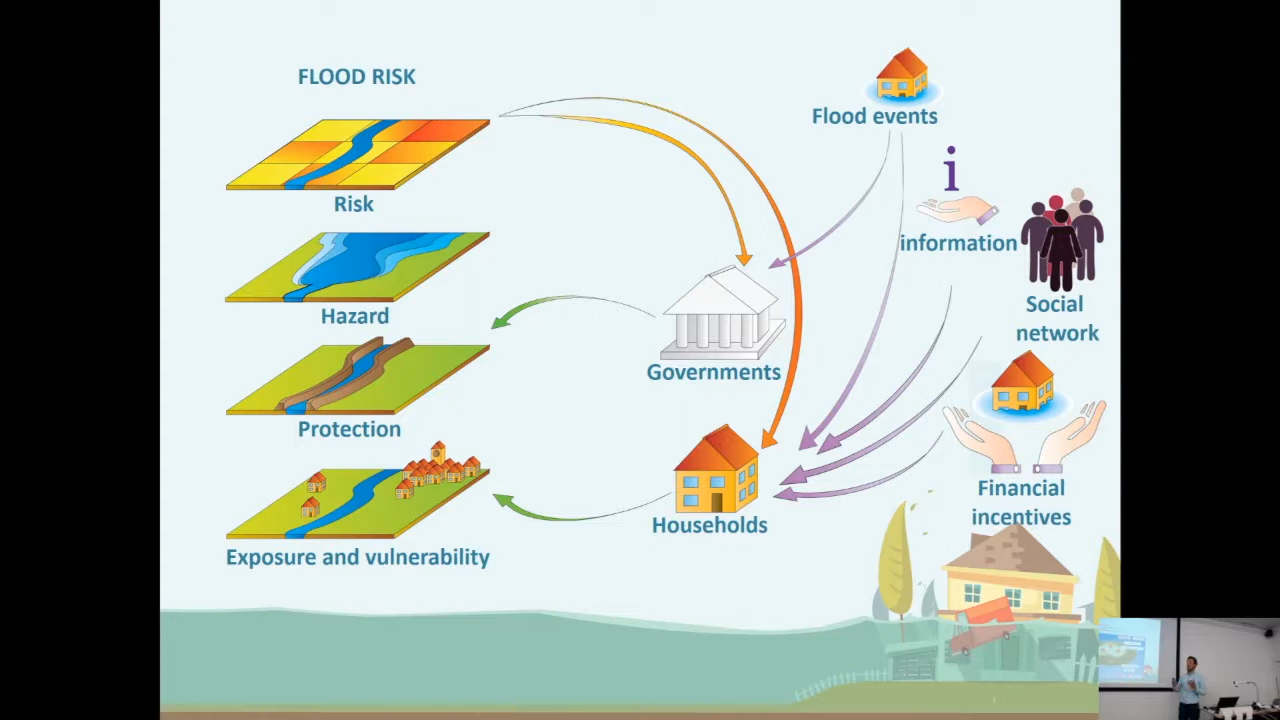 FLOOD RISK
Risk
Hazard
Protection
Exposure and vulnerability
Governments
Households
Flood events
i
information
Social
network
Financial
incentives